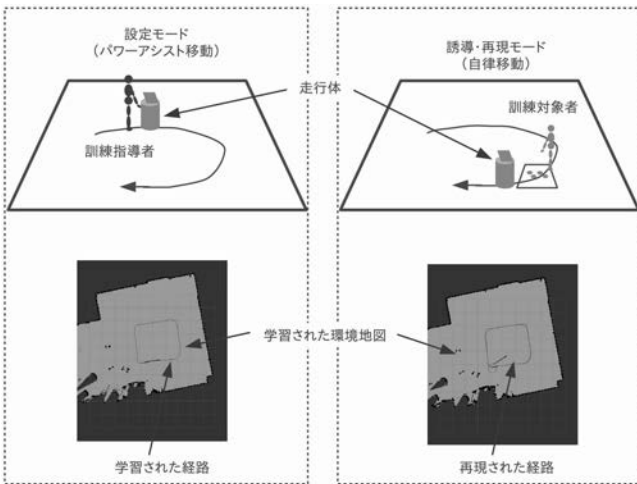 設定モード
（パワーアシスト移動）
訓練指導者
走行体
誘導・再現モード
（自律移動）
訓練対象者
学習された環境地図
学習された経路
再現された経路